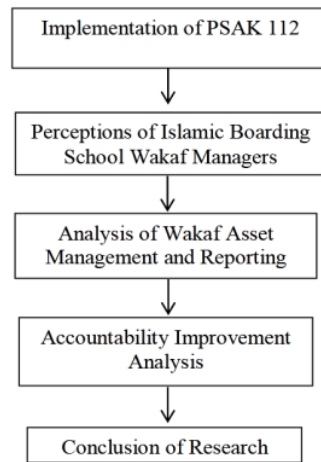 Implementation of PSAK 112
Perceptions of Islamic Boarding
School Wakaf Managers
Analysis of Wakaf Asset
Management and Reporting
Accountability Improvement
Analysis
Conclusion of Research